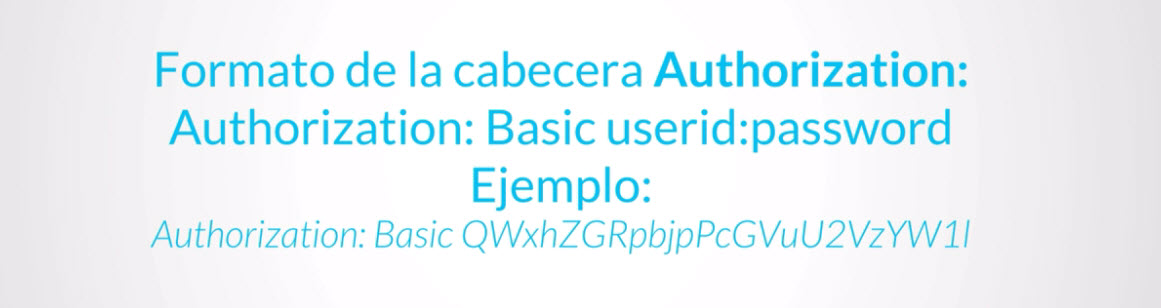 Formato de la cabecera Authorization:
Authorization: Basic userid:password
Ejemplo:
Authorization: Basic QWxhZGRpbjpPcGVuU2VzYW1l